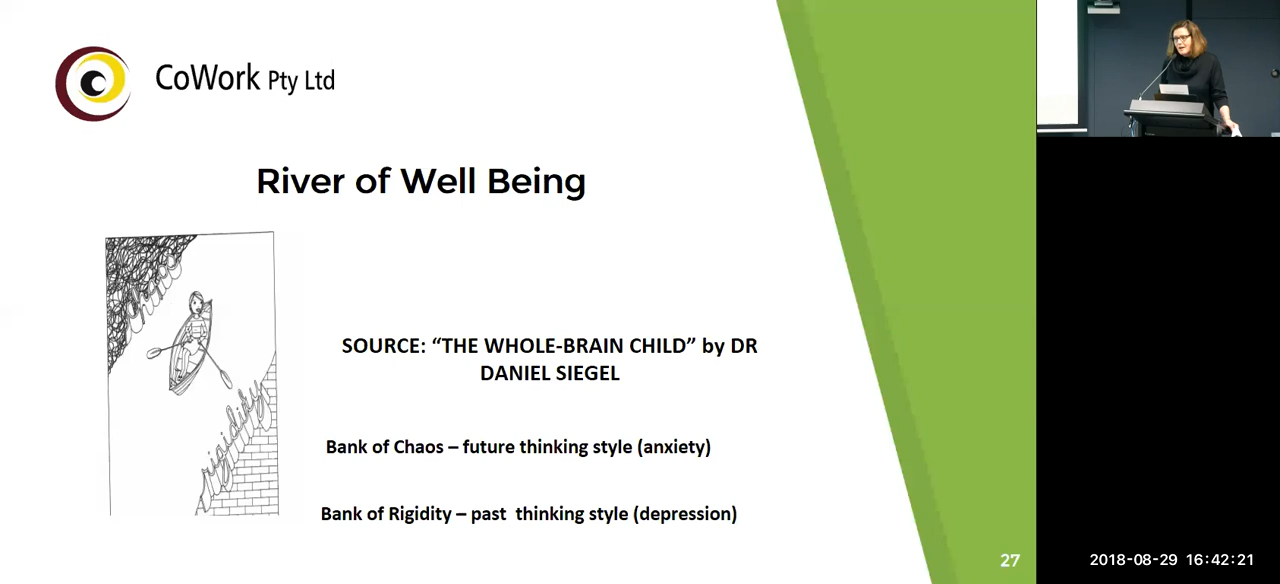 CoWork Pty Ltd
River of Well Being
chaos
rigidity
SOURCE: “THE WHOLE-BRAIN CHILD” by DR
DANIEL SIEGEL
Bank of Chaos – future thinking style (anxiety)
Bank of Rigidity – past  thinking style (depression)
27
2018-08-29 16:42:21